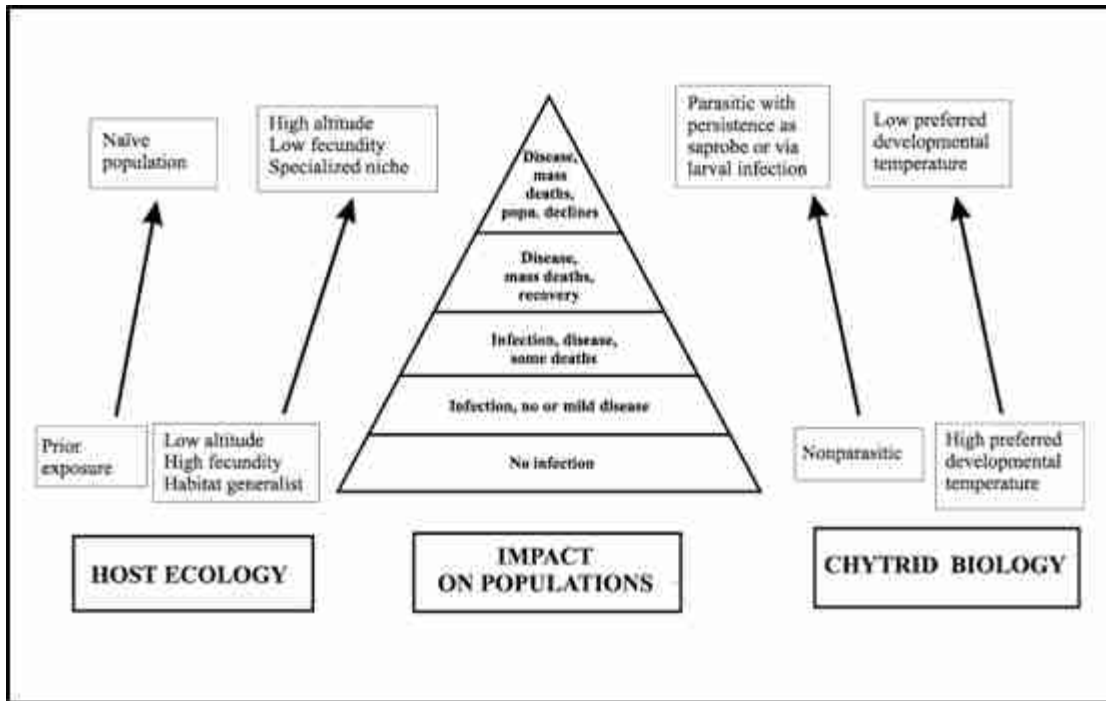 Naïve
population
High altitude
Low fecundity
Specialized niche
Prior
exposure
Low altitude
High fecundity
Habitat generalist
HOST ECOLOGY
Disease,
mass
deaths,
popn. declines
Disease,
mass deaths,
recovery
Infection, disease,
some deaths
Infection, no or mild disease
No infection
IMPACT
ON POPULATIONS
Parasitic with
persistence as
saprobe or via
larval infection
Low preferred
developmental
temperature
Nonparasitic
High preferred
developmental
temperature
CHYTRID BIOLOGY